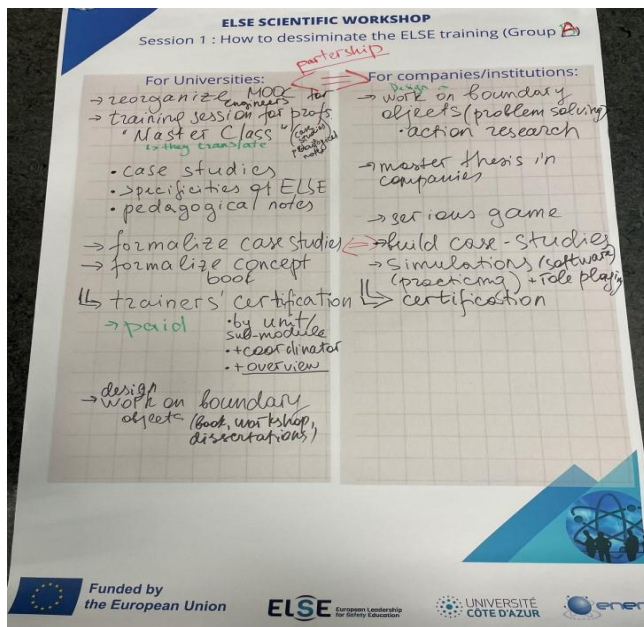 ELSE SCIENTIFIC WORKSHOP
Session 1 : How to dessiminate the ELSE training (Group A)
partership
For Universities:
→ reorganize MOOC for
engineers
→ training session for profs
"Master Class"
(case studies
pedagogical notes)
↳ they translate
• case studies
• specificities of ELSE
• pedagogical notes
→ formalize case studies
→ formalize concept
book
↳ trainers' certification
→ paid
• by unit/
sub-module
• + coordinator
• + overview
design
→ work on boundary
objects (book, workshop,
dissertations)
For companies/institutions:
Design
→ work on boundary
objects (problem solving)
• action research
→ master thesis in
companies
→ serious game
→ build case-studies
→ simulations (software)
(practicing) + role playing
↳ certification
Funded by
the European Union
ELSE European Leadership
for Safety Education
UNIVERSITÉ
CÔTE D'AZUR
ener